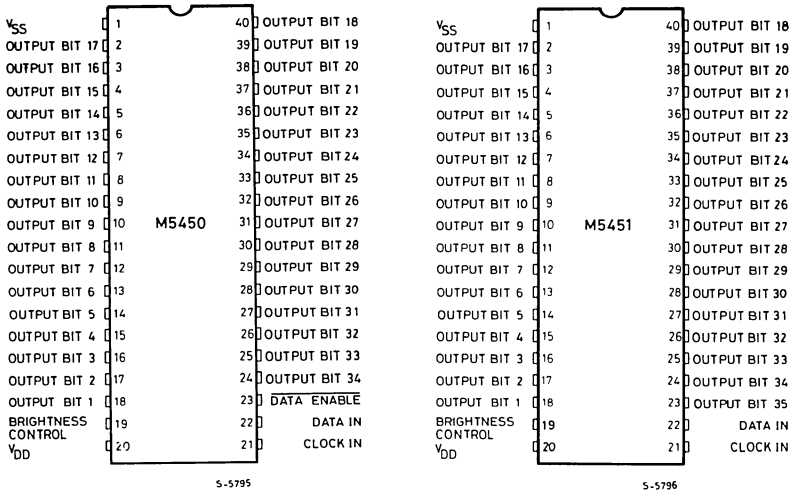 VSS 1 40 OUTPUT BIT 18
OUTPUT BIT 17 2 39 OUTPUT BIT 19
OUTPUT BIT 16 3 38 OUTPUT BIT 20
OUTPUT BIT 15 4 37 OUTPUT BIT 21
OUTPUT BIT 14 5 36 OUTPUT BIT 22
OUTPUT BIT 13 6 35 OUTPUT BIT 23
OUTPUT BIT 12 7 34 OUTPUT BIT 24
OUTPUT BIT 11 8 33 OUTPUT BIT 25
OUTPUT BIT 10 9 32 OUTPUT BIT 26
OUTPUT BIT 9 10 M5450 31 OUTPUT BIT 27
OUTPUT BIT 8 11 30 OUTPUT BIT 28
OUTPUT BIT 7 12 29 OUTPUT BIT 29
OUTPUT BIT 6 13 28 OUTPUT BIT 30
OUTPUT BIT 5 14 27 OUTPUT BIT 31
OUTPUT BIT 4 15 26 OUTPUT BIT 32
OUTPUT BIT 3 16 25 OUTPUT BIT 33
OUTPUT BIT 2 17 24 OUTPUT BIT 34
OUTPUT BIT 1 18 23 DATA ENABLE
BRIGHTNESS CONTROL 19 22 DATA IN
VDD 20 21 CLOCK IN
S-5795
VSS 1 40 OUTPUT BIT 18
OUTPUT BIT 17 2 39 OUTPUT BIT 19
OUTPUT BIT 16 3 38 OUTPUT BIT 20
OUTPUT BIT 15 4 37 OUTPUT BIT 21
OUTPUT BIT 14 5 36 OUTPUT BIT 22
OUTPUT BIT 13 6 35 OUTPUT BIT 23
OUTPUT BIT 12 7 34 OUTPUT BIT 24
OUTPUT BIT 11 8 33 OUTPUT BIT 25
OUTPUT BIT 10 9 32 OUTPUT BIT 26
OUTPUT BIT 9 10 M5451 31 OUTPUT BIT 27
OUTPUT BIT 8 11 30 OUTPUT BIT 28
OUTPUT BIT 7 12 29 OUTPUT BIT 29
OUTPUT BIT 6 13 28 OUTPUT BIT 30
OUTPUT BIT 5 14 27 OUTPUT BIT 31
OUTPUT BIT 4 15 26 OUTPUT BIT 32
OUTPUT BIT 3 16 25 OUTPUT BIT 33
OUTPUT BIT 2 17 24 OUTPUT BIT 34
OUTPUT BIT 1 18 23 OUTPUT BIT 35
BRIGHTNESS CONTROL 19 22 DATA IN
VDD 20 21 CLOCK IN
S-5796